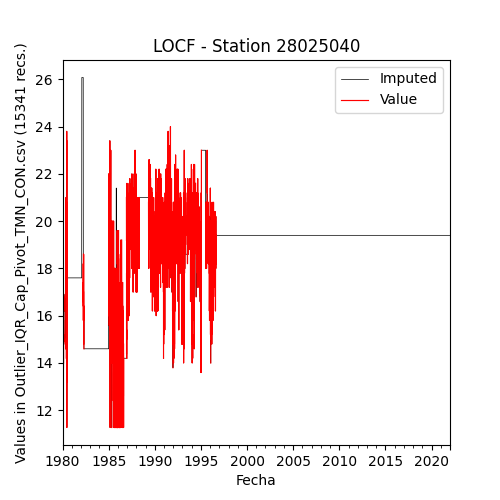 LOCF - Station 28025040
Imputed
Value
Values in Outlier_IQR_Cap_Pivot_TMN_CON.csv (15341 recs.)
26
24
22
20
18
16
14
12
1980 1985 1990 1995 2000 2005 2010 2015 2020
Fecha